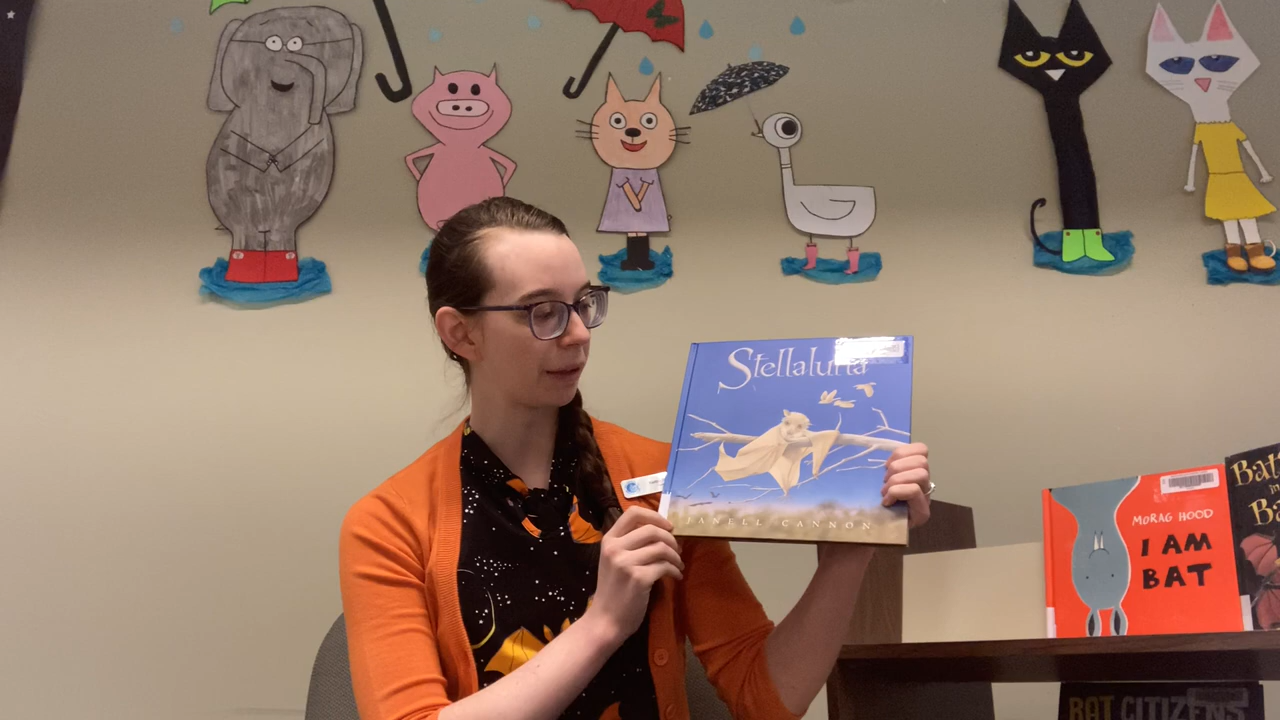 Stellaluna
JANELL CANNON
MORAG HOOD
I AM
BAT
BAT CITIZENS